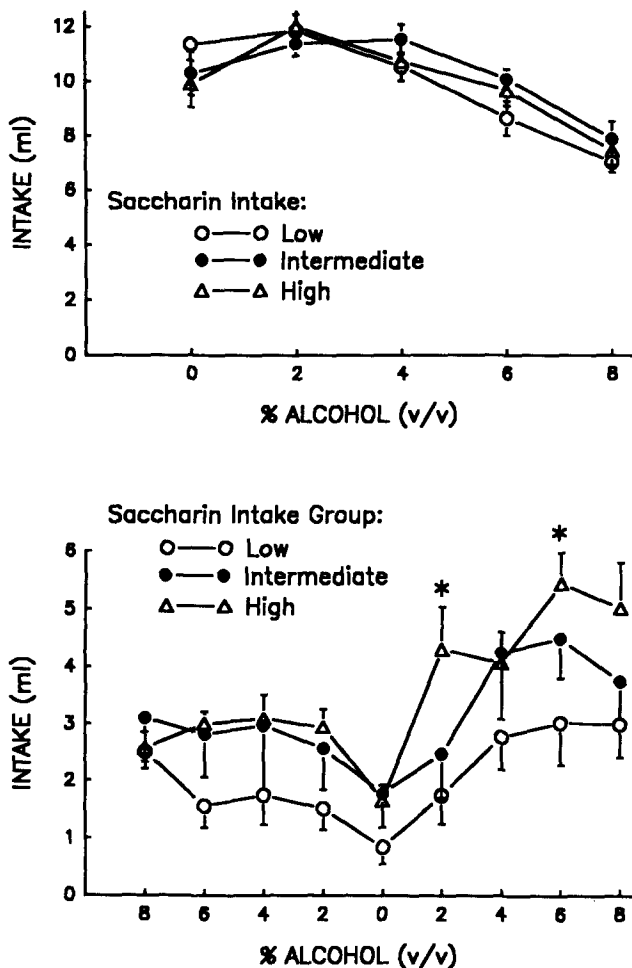 12
10
8
6
4
2
0
INTAKE (ml)
Saccharin Intake:
Low
Intermediate
High
0 2 4 6 8
% ALCOHOL (v/v)
Saccharin Intake Group:
Low
Intermediate
High
6
5
4
3
2
1
0
INTAKE (ml)
*
*
8 6 4 2 0 2 4 6 8
% ALCOHOL (v/v)